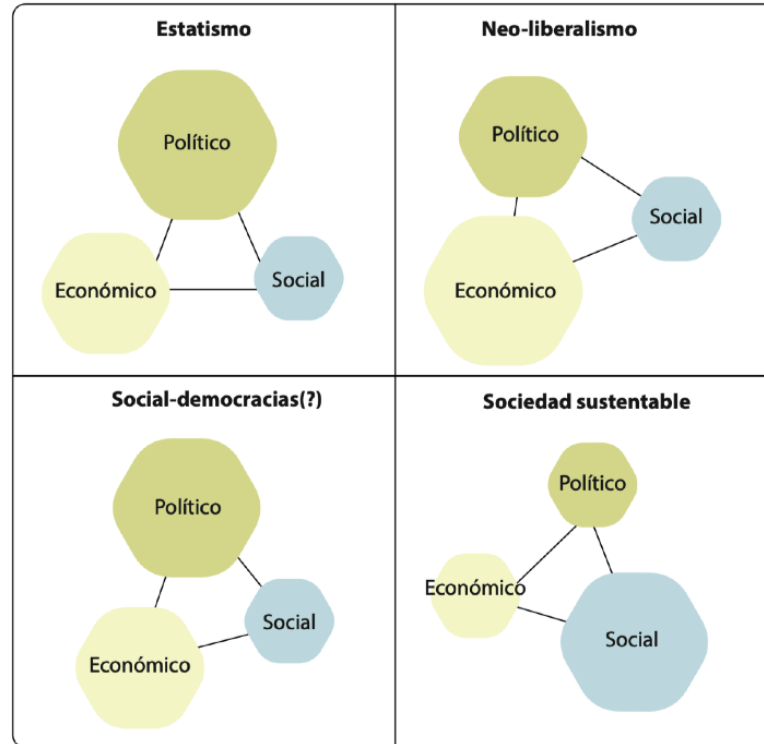 Estatismo
Político
Económico
Social
Neo-liberalismo
Político
Social
Económico
Social-democracias(?)
Político
Social
Económico
Sociedad sustentable
Político
Económico
Social